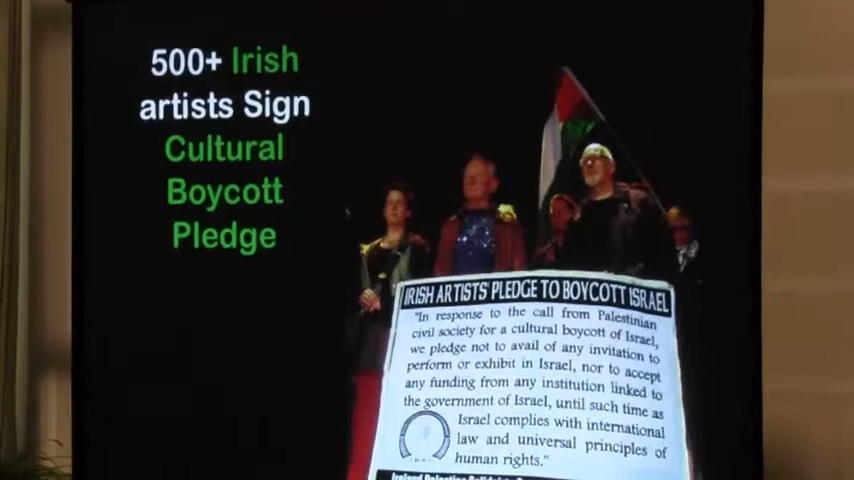 500+ Irish
artists Sign
Cultural
Boycott
Pledge
IRISH ARTISTS PLEDGE TO BOYCOTT ISRAEL
"In response to the call from Palestinian
civil society for a cultural boycott of Israel,
we pledge not to avail of any invitation to
perform or exhibit in Israel, nor to accept
any funding from any institution linked to
the government of Israel, until such time as
Israel complies with international
law and universal principles of
human rights."
Ireland Palestine